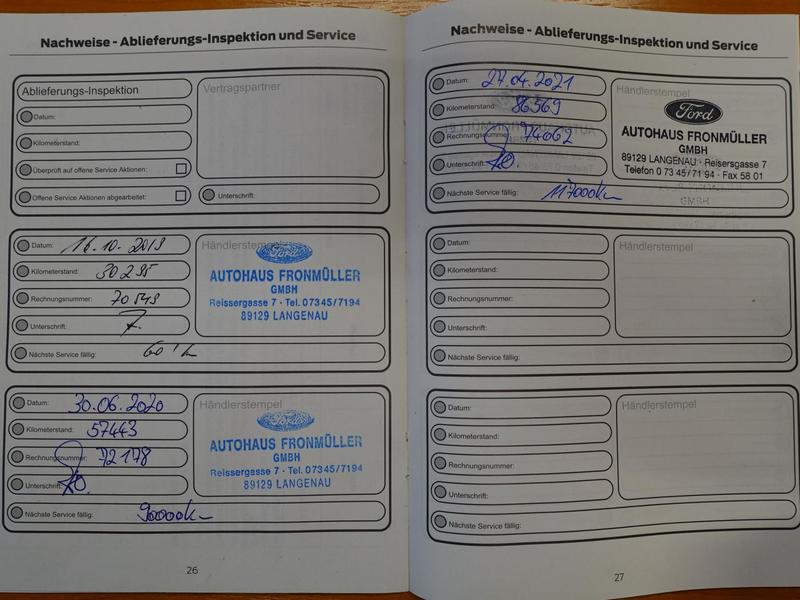 Nachweise - Ablieferungs-Inspektion und Service
Ablieferungs-Inspektion
Datum:
Kilometerstand:
Überprüft auf offene Service Aktionen:
Offene Service Aktionen abgearbeitet:
Vertragspartner
Unterschrift:
Datum: 16.10.2019
Kilometerstand: 30295
Rechnungsnummer: 70548
Unterschrift:
Nächste Service fällig:
Händlerstempel
Ford
AUTOHAUS FRONMÜLLER
GMBH
Reissergasse 7 · Tel. 07345/7194
89129 LANGENAU
Datum: 30.06.2020
Kilometerstand: 57443
Rechnungsnummer: 72178
Unterschrift:
Nächste Service fällig: 90000km
Händlerstempel
Ford
AUTOHAUS FRONMÜLLER
GMBH
Reissergasse 7 · Tel. 07345/7194
89129 LANGENAU
26
Nachweise - Ablieferungs-Inspektion und Service
Datum: 27.04.2021
Kilometerstand: 86569
Rechnungsnummer: 74662
Unterschrift:
Nächste Service fällig: 117000km
Händlerstempel
Ford
AUTOHAUS FRONMÜLLER
GMBH
89129 LANGENAU · Reisersgasse 7
Telefon 0 73 45/71 94 · Fax 58 01
Datum:
Kilometerstand:
Rechnungsnummer:
Unterschrift:
Nächste Service fällig:
Händlerstempel
Datum:
Kilometerstand:
Rechnungsnummer:
Unterschrift:
Nächste Service fällig:
Händlerstempel
27